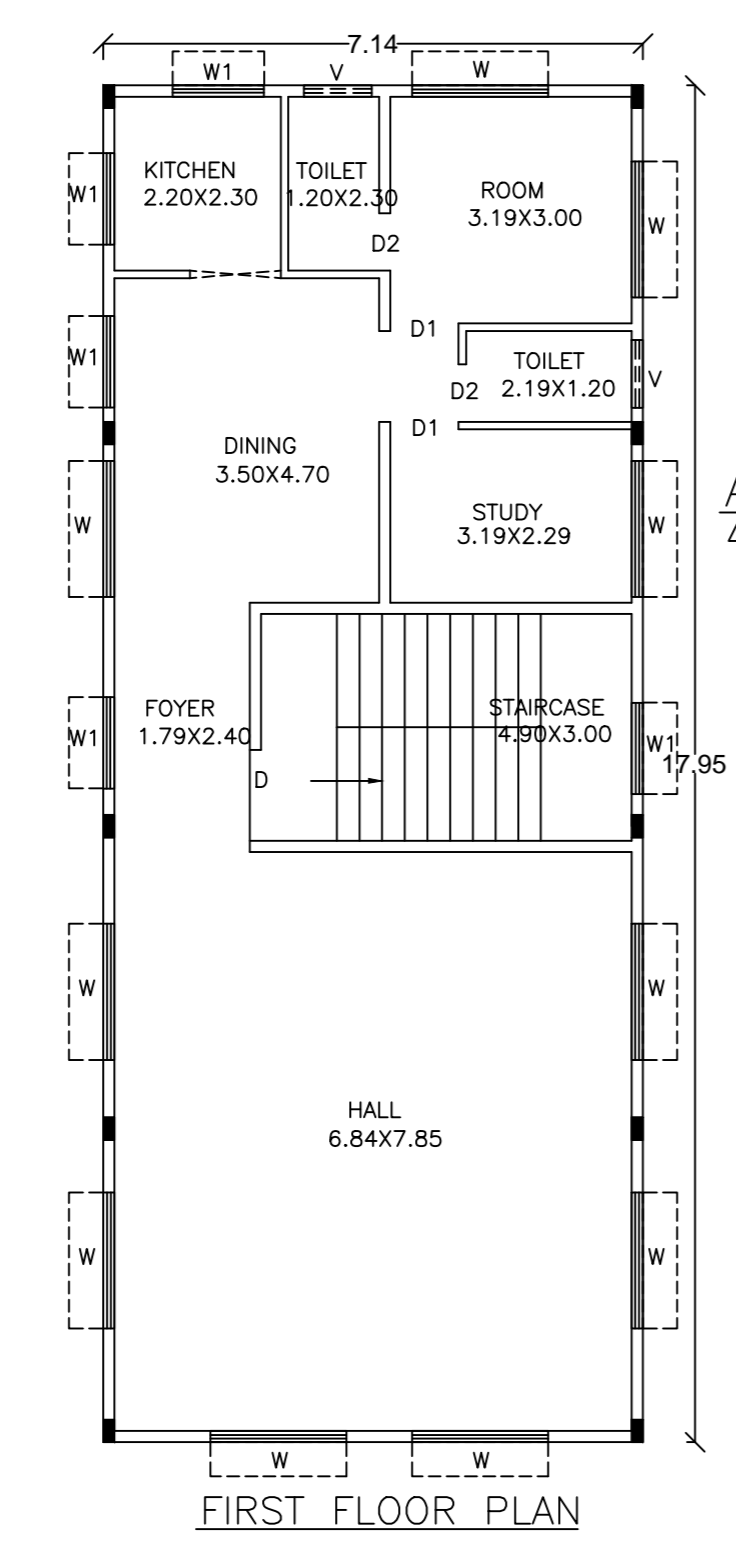 7.14
W1
V
W
KITCHEN
2.20X2.30
TOILET
1.20X2.30
ROOM
3.19X3.00
W1
W
D2
W1
D1
TOILET
2.19X1.20
V
D2
D1
DINING
3.50X4.70
W
STUDY
3.19X2.29
W
FOYER
1.79X2.40
W1
STAIRCASE
4.90X3.00
W1
17.95
D
W
W
HALL
6.84X7.85
W
W
W
W
FIRST FLOOR PLAN